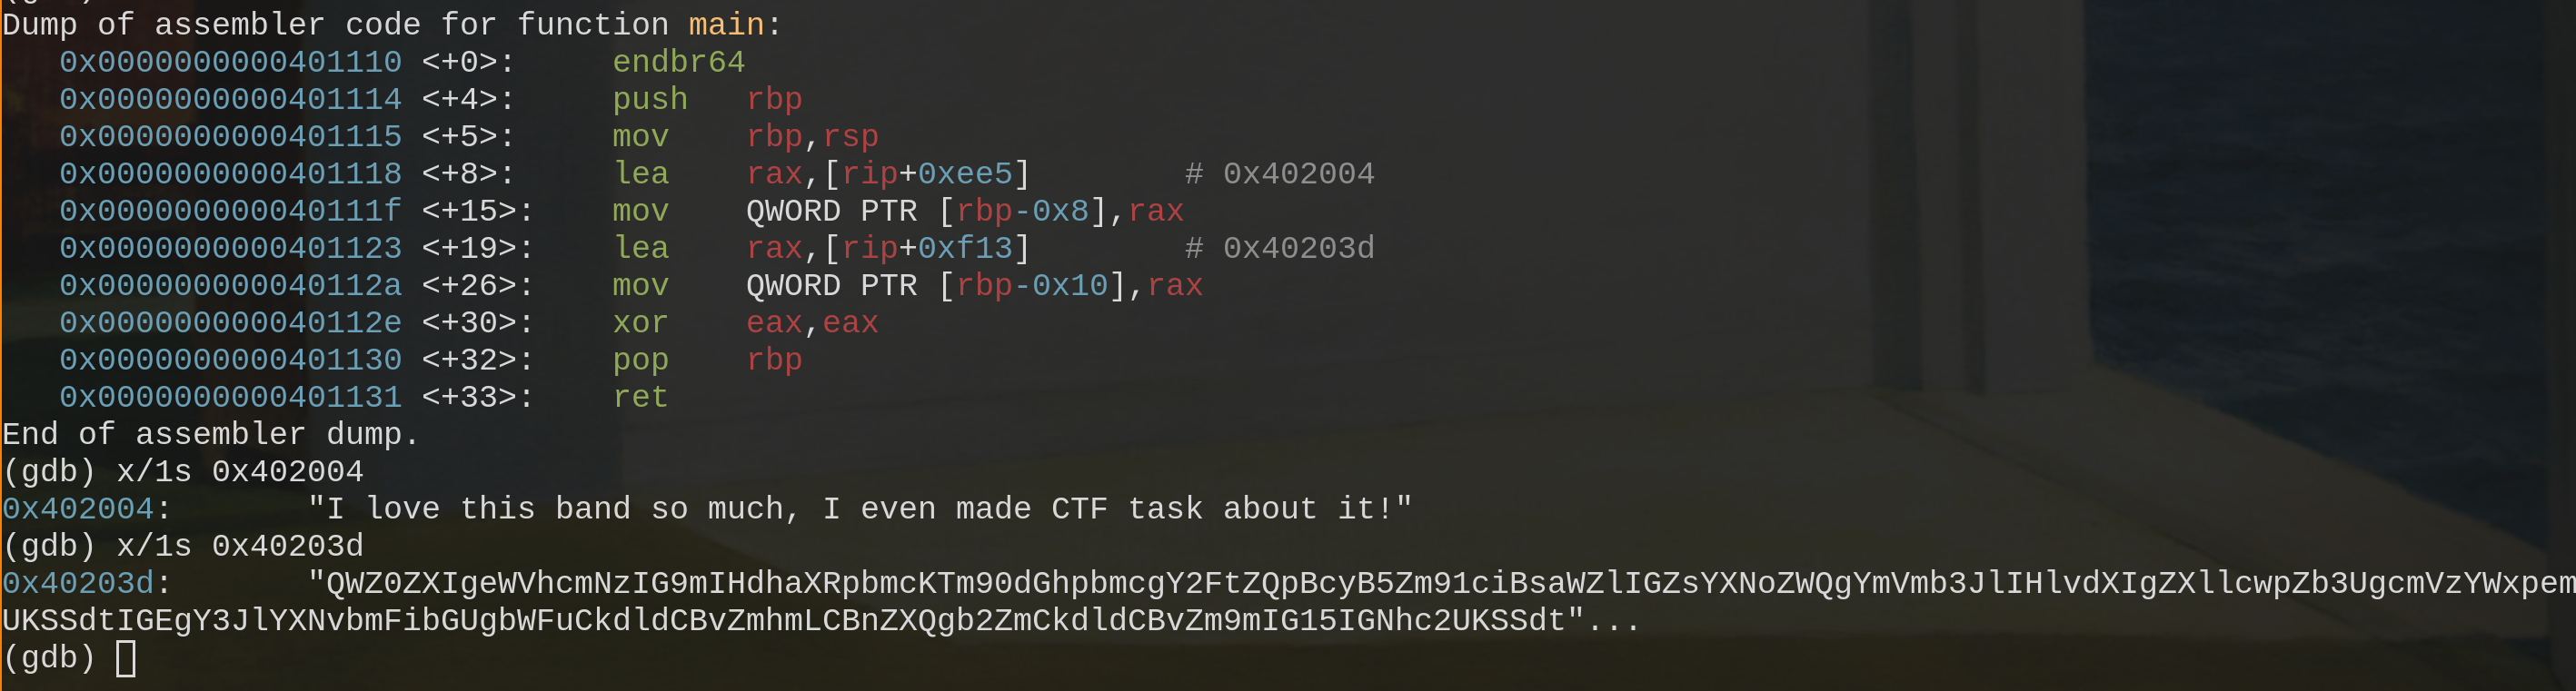 Dump of assembler code for function main:
   0x0000000000401110 <+0>:     endbr64
   0x0000000000401114 <+4>:     push   rbp
   0x0000000000401115 <+5>:     mov    rbp,rsp
   0x0000000000401118 <+8>:     lea    rax,[rip+0xee5]        # 0x402004
   0x000000000040111f <+15>:    mov    QWORD PTR [rbp-0x8],rax
   0x0000000000401123 <+19>:    lea    rax,[rip+0xf13]        # 0x40203d
   0x000000000040112a <+26>:    mov    QWORD PTR [rbp-0x10],rax
   0x000000000040112e <+30>:    xor    eax,eax
   0x0000000000401130 <+32>:    pop    rbp
   0x0000000000401131 <+33>:    ret
End of assembler dump.
(gdb) x/1s 0x402004
0x402004:       "I love this band so much, I even made CTF task about it!"
(gdb) x/1s 0x40203d
0x40203d:       "QWZ0ZXIgeWVhcmNzIG9mIHdhaXRpbmcKTm90dGhpbmcgY2FtZQpBcyB5Zm91ciBsaWZlIGZsYXNoZWQgYmVmb3JlIHlvdXIgZXllcwpZb3UgcmVzYWxpem
UKSSdtIGEgY3JlYXNvbmFibGUgbWFuCkdldCBvZmhmLCBnZXQgb2ZmCkdldCBvZm9mIG15IGNhc2UKSSdt"...
(gdb)